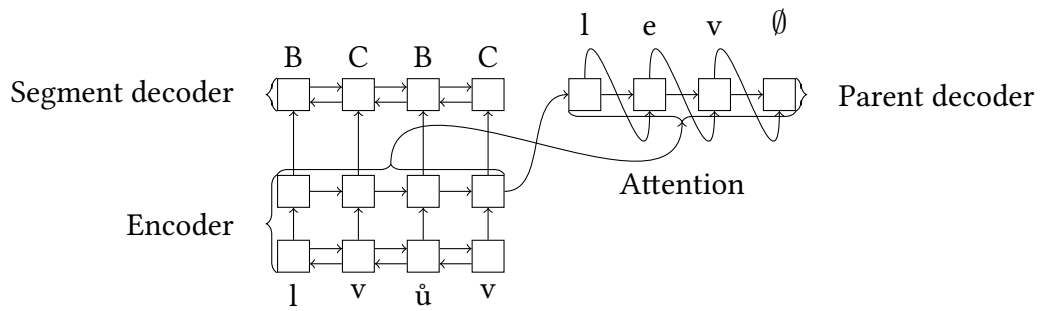 l e v ∅
B C B C
Segment decoder
Parent decoder
Attention
Encoder
l v ů v